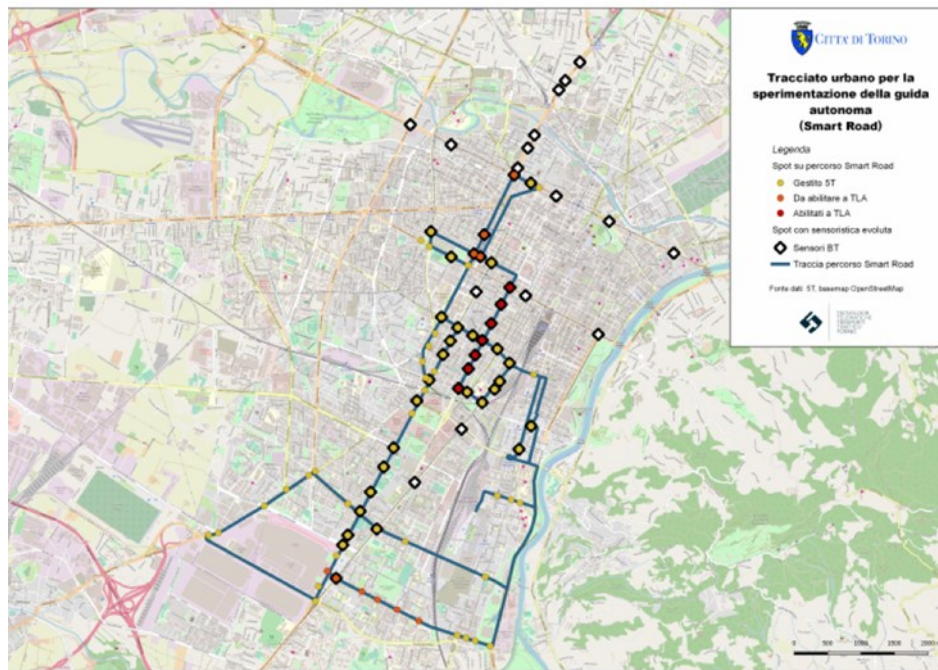 CITTA' DI TORINO
Tracciato urbano per la
sperimentazione della guida
autonoma
(Smart Road)
Legenda
Spot su percorso Smart Road
Gestito 5T
Da abilitare a TLA
Abilitati a TLA
Spot con sensoristica evoluta
Sensori BT
Traccia percorso Smart Road
Fonte dati: 5T, basemap OpenStreetMap
0 500 1000 1500 2000